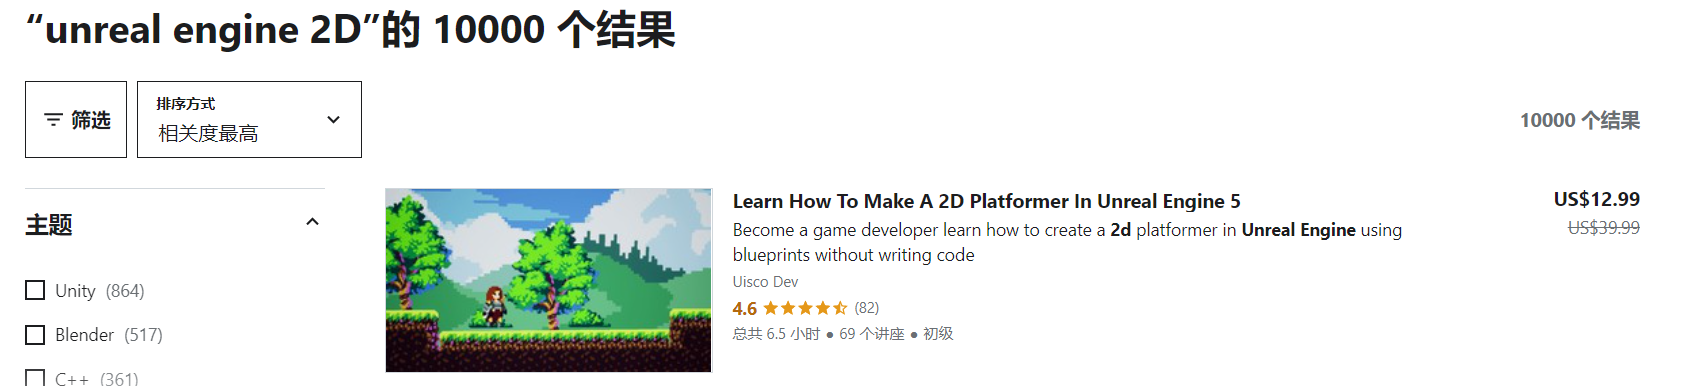 “unreal engine 2D”的 10000 个结果
筛选
排序方式
相关度最高
10000 个结果
主题
Unity (864)
Blender (517)
C++ (361)
Learn How To Make A 2D Platformer In Unreal Engine 5
Become a game developer learn how to create a 2d platformer in Unreal Engine using
blueprints without writing code
Uisco Dev
4.6 (82)
总共 6.5 小时 • 69 个讲座 • 初级
US$12.99
US$39.99